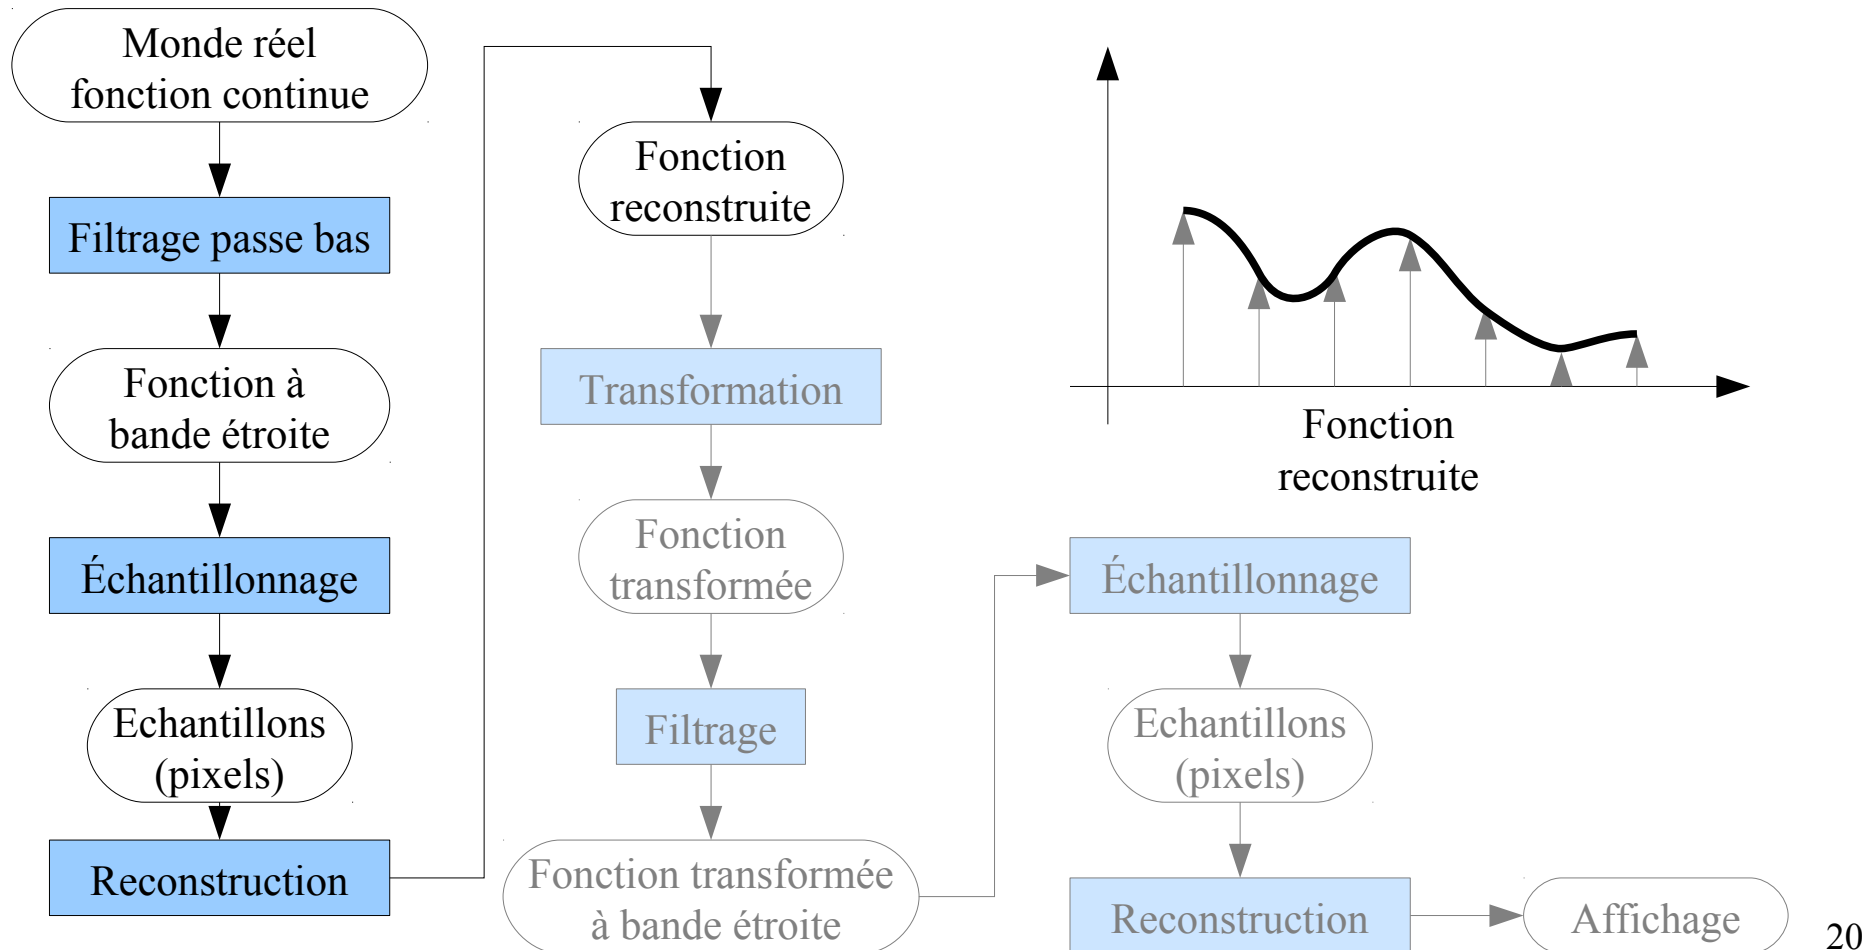 Monde réel
fonction continue
Filtrage passe bas
Fonction à
bande étroite
Échantillonnage
Echantillons
(pixels)
Reconstruction
Fonction
reconstruite
Transformation
Fonction
transformée
Filtrage
Fonction transformée
à bande étroite
Fonction
reconstruite
Échantillonnage
Echantillons
(pixels)
Reconstruction
Affichage
20